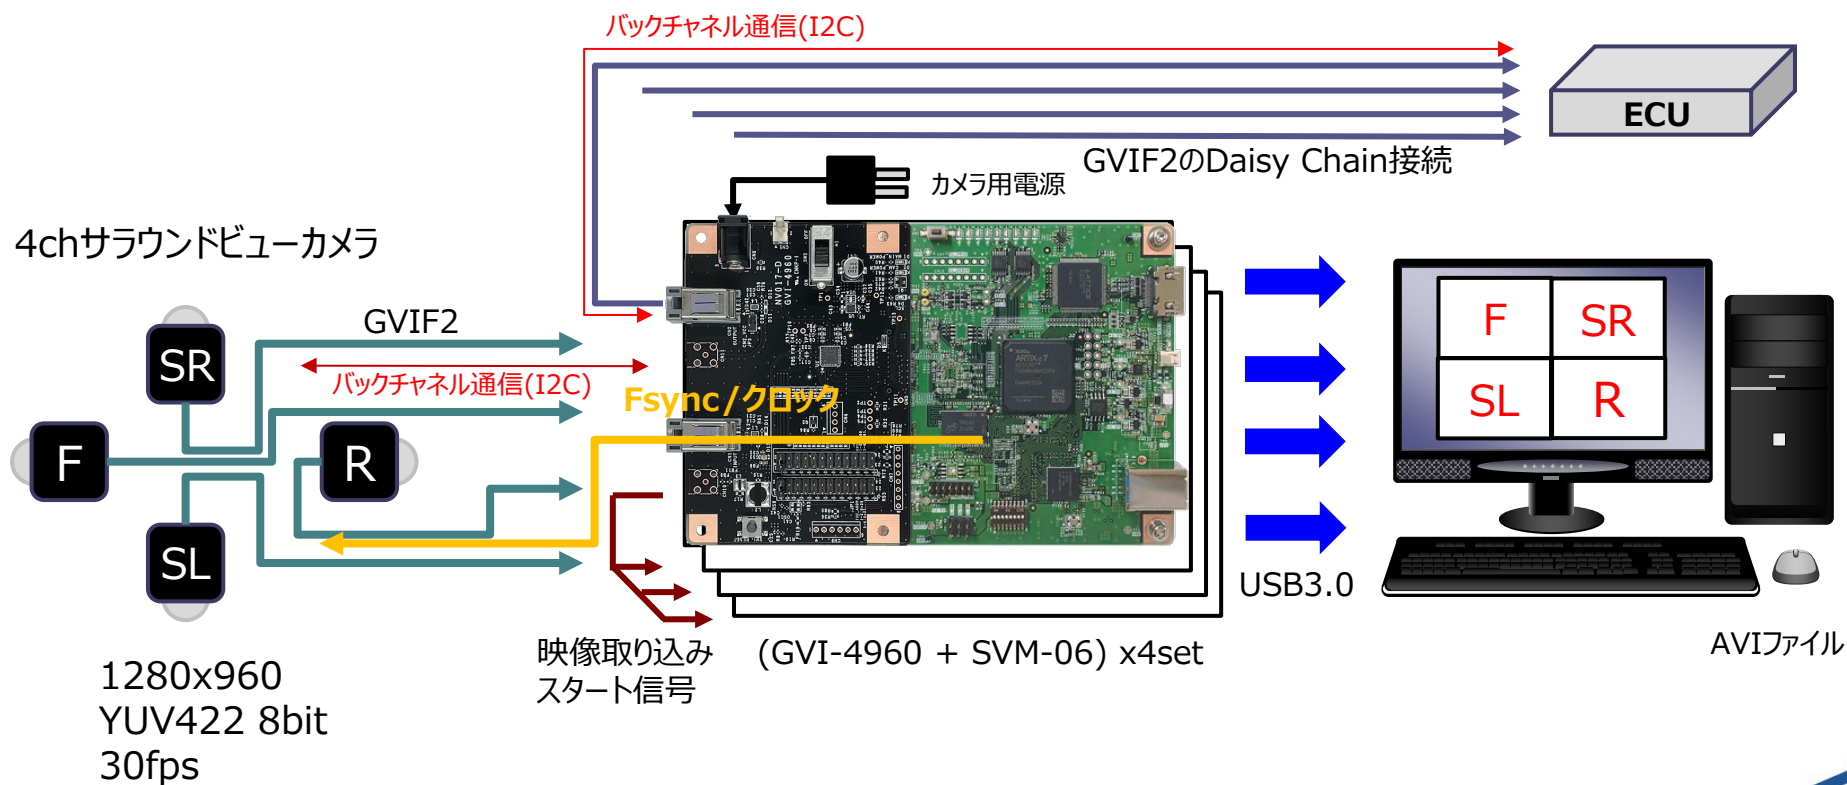 バックチャネル通信(I2C)
ECU
GVIF2のDaisy Chain接続
カメラ用電源
4chサラウンドビューカメラ
GVIF2
SR
バックチャネル通信(I2C)
Fsync/クロック
F
R
SL
NV017-D
GVI-4960
ARTIX-7
F
SR
SL
R
USB3.0
映像取り込み
スタート信号
(GVI-4960 + SVM-06) x4set
AVIファイル
1280x960
YUV422 8bit
30fps